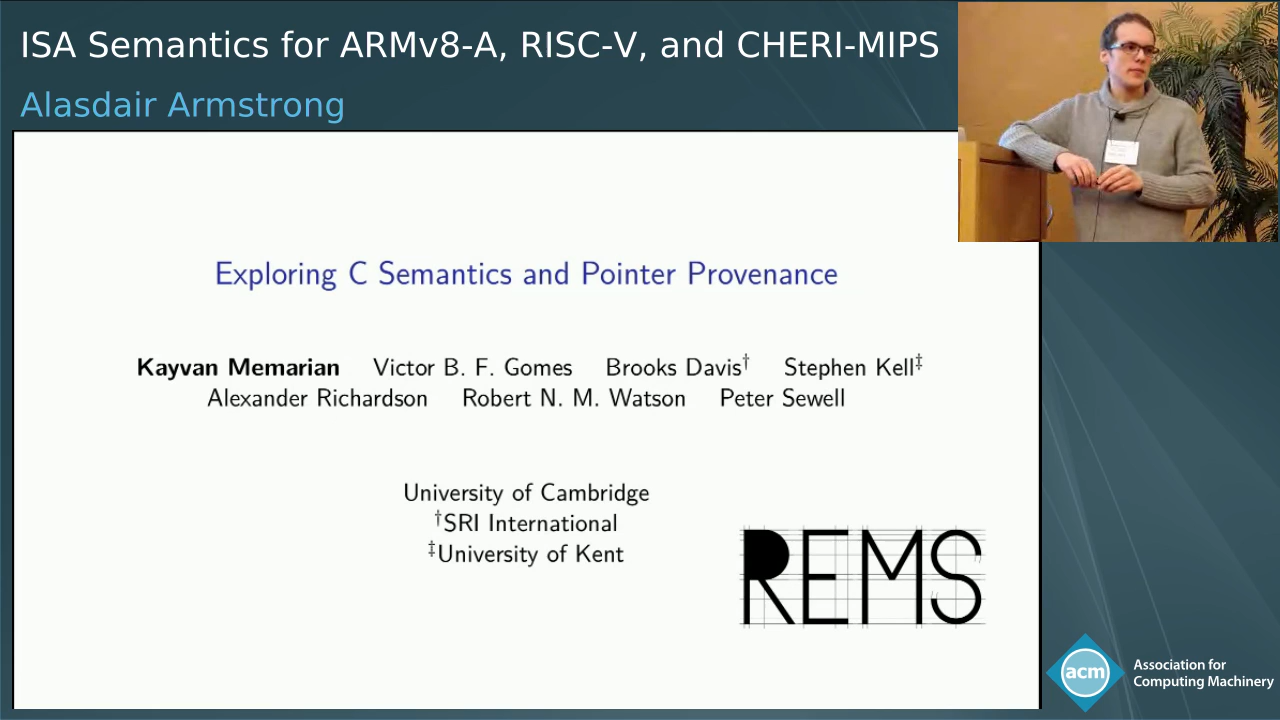 ISA Semantics for ARMv8-A, RISC-V, and CHERI-MIPS
Alasdair Armstrong
Exploring C Semantics and Pointer Provenance
Kayvan Memarian Victor B. F. Gomes Brooks Davis† Stephen Kell‡
Alexander Richardson Robert N. M. Watson Peter Sewell
University of Cambridge
†SRI International
‡University of Kent
REMS
acm
Association for
Computing Machinery